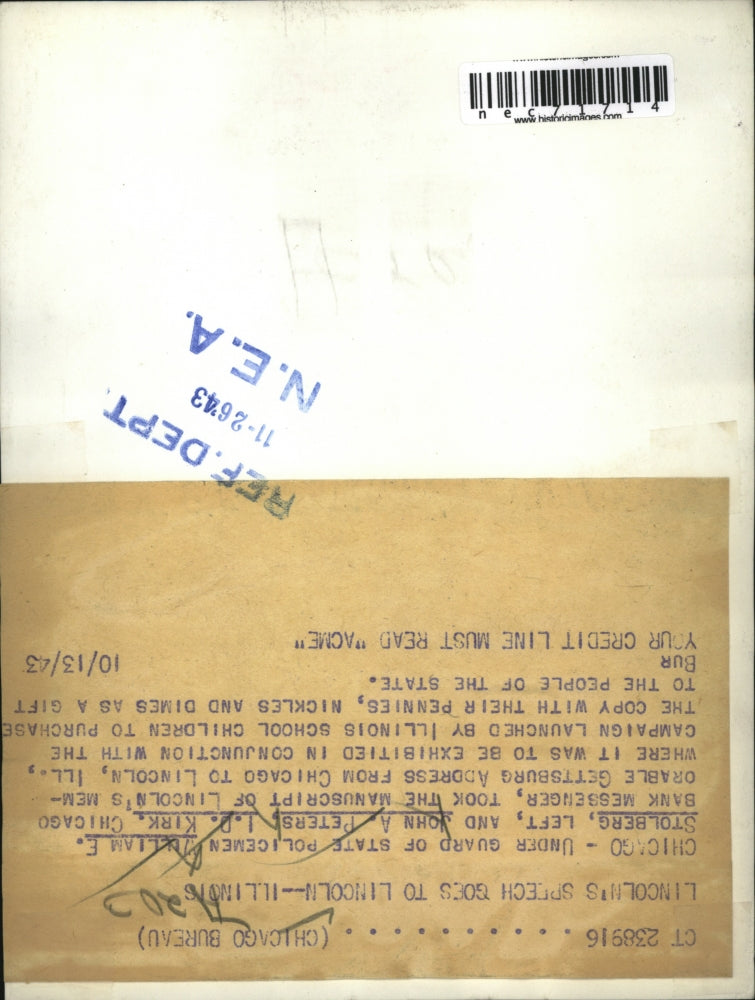 nec71714
www.historicimages.com
N.E.A.
11-26'43
REF. DEPT.
CT 238916 . . . . . . . . . . . (CHICAGO BUREAU)
LINCOLN'S SPEECH GOES TO LINCOLN--ILLINOIS
CHICAGO - UNDER GUARD OF STATE POLICEMEN WILLIAM E.
STOLBERG, LEFT, AND JOHN A PETERS, I.D. KIRK, CHICAGO
BANK MESSENGER, TOOK THE MANUSCRIPT OF LINCOLN'S MEM-
ORABLE GETTSBURG ADDRESS FROM CHICAGO TO LINCOLN, ILL.,
WHERE IT WAS TO BE EXHIBITIED IN CONJUNCTION WITH THE
CAMPAIGN LAUNCHED BY ILLINOIS SCHOOL CHILDREN TO PURCHASE
THE COPY WITH THEIR PENNIES, NICKLES AND DIMES AS A GIFT
TO THE PEOPLE OF THE STATE.
BUR 10/13/43
YOUR CREDIT LINE MUST READ "ACME"